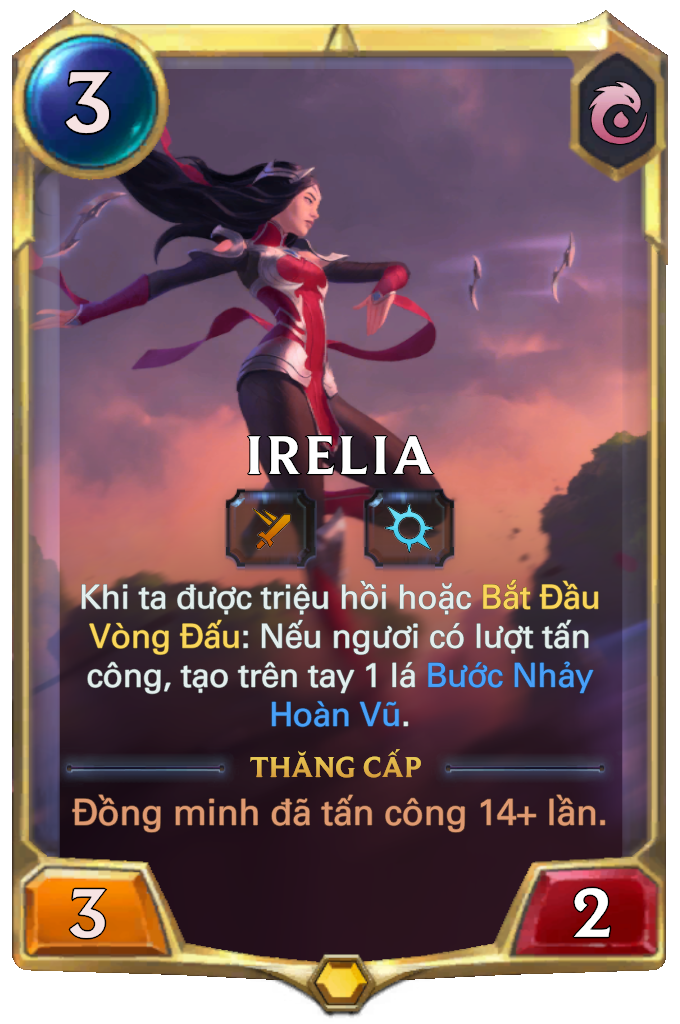 3
IRELIA
Khi ta được triệu hồi hoặc Bắt Đầu
Vòng Đấu: Nếu ngươi có lượt tấn
công, tạo trên tay 1 lá Bước Nhảy
Hoàn Vũ.
THĂNG CẤP
Đồng minh đã tấn công 14+ lần.
3
2